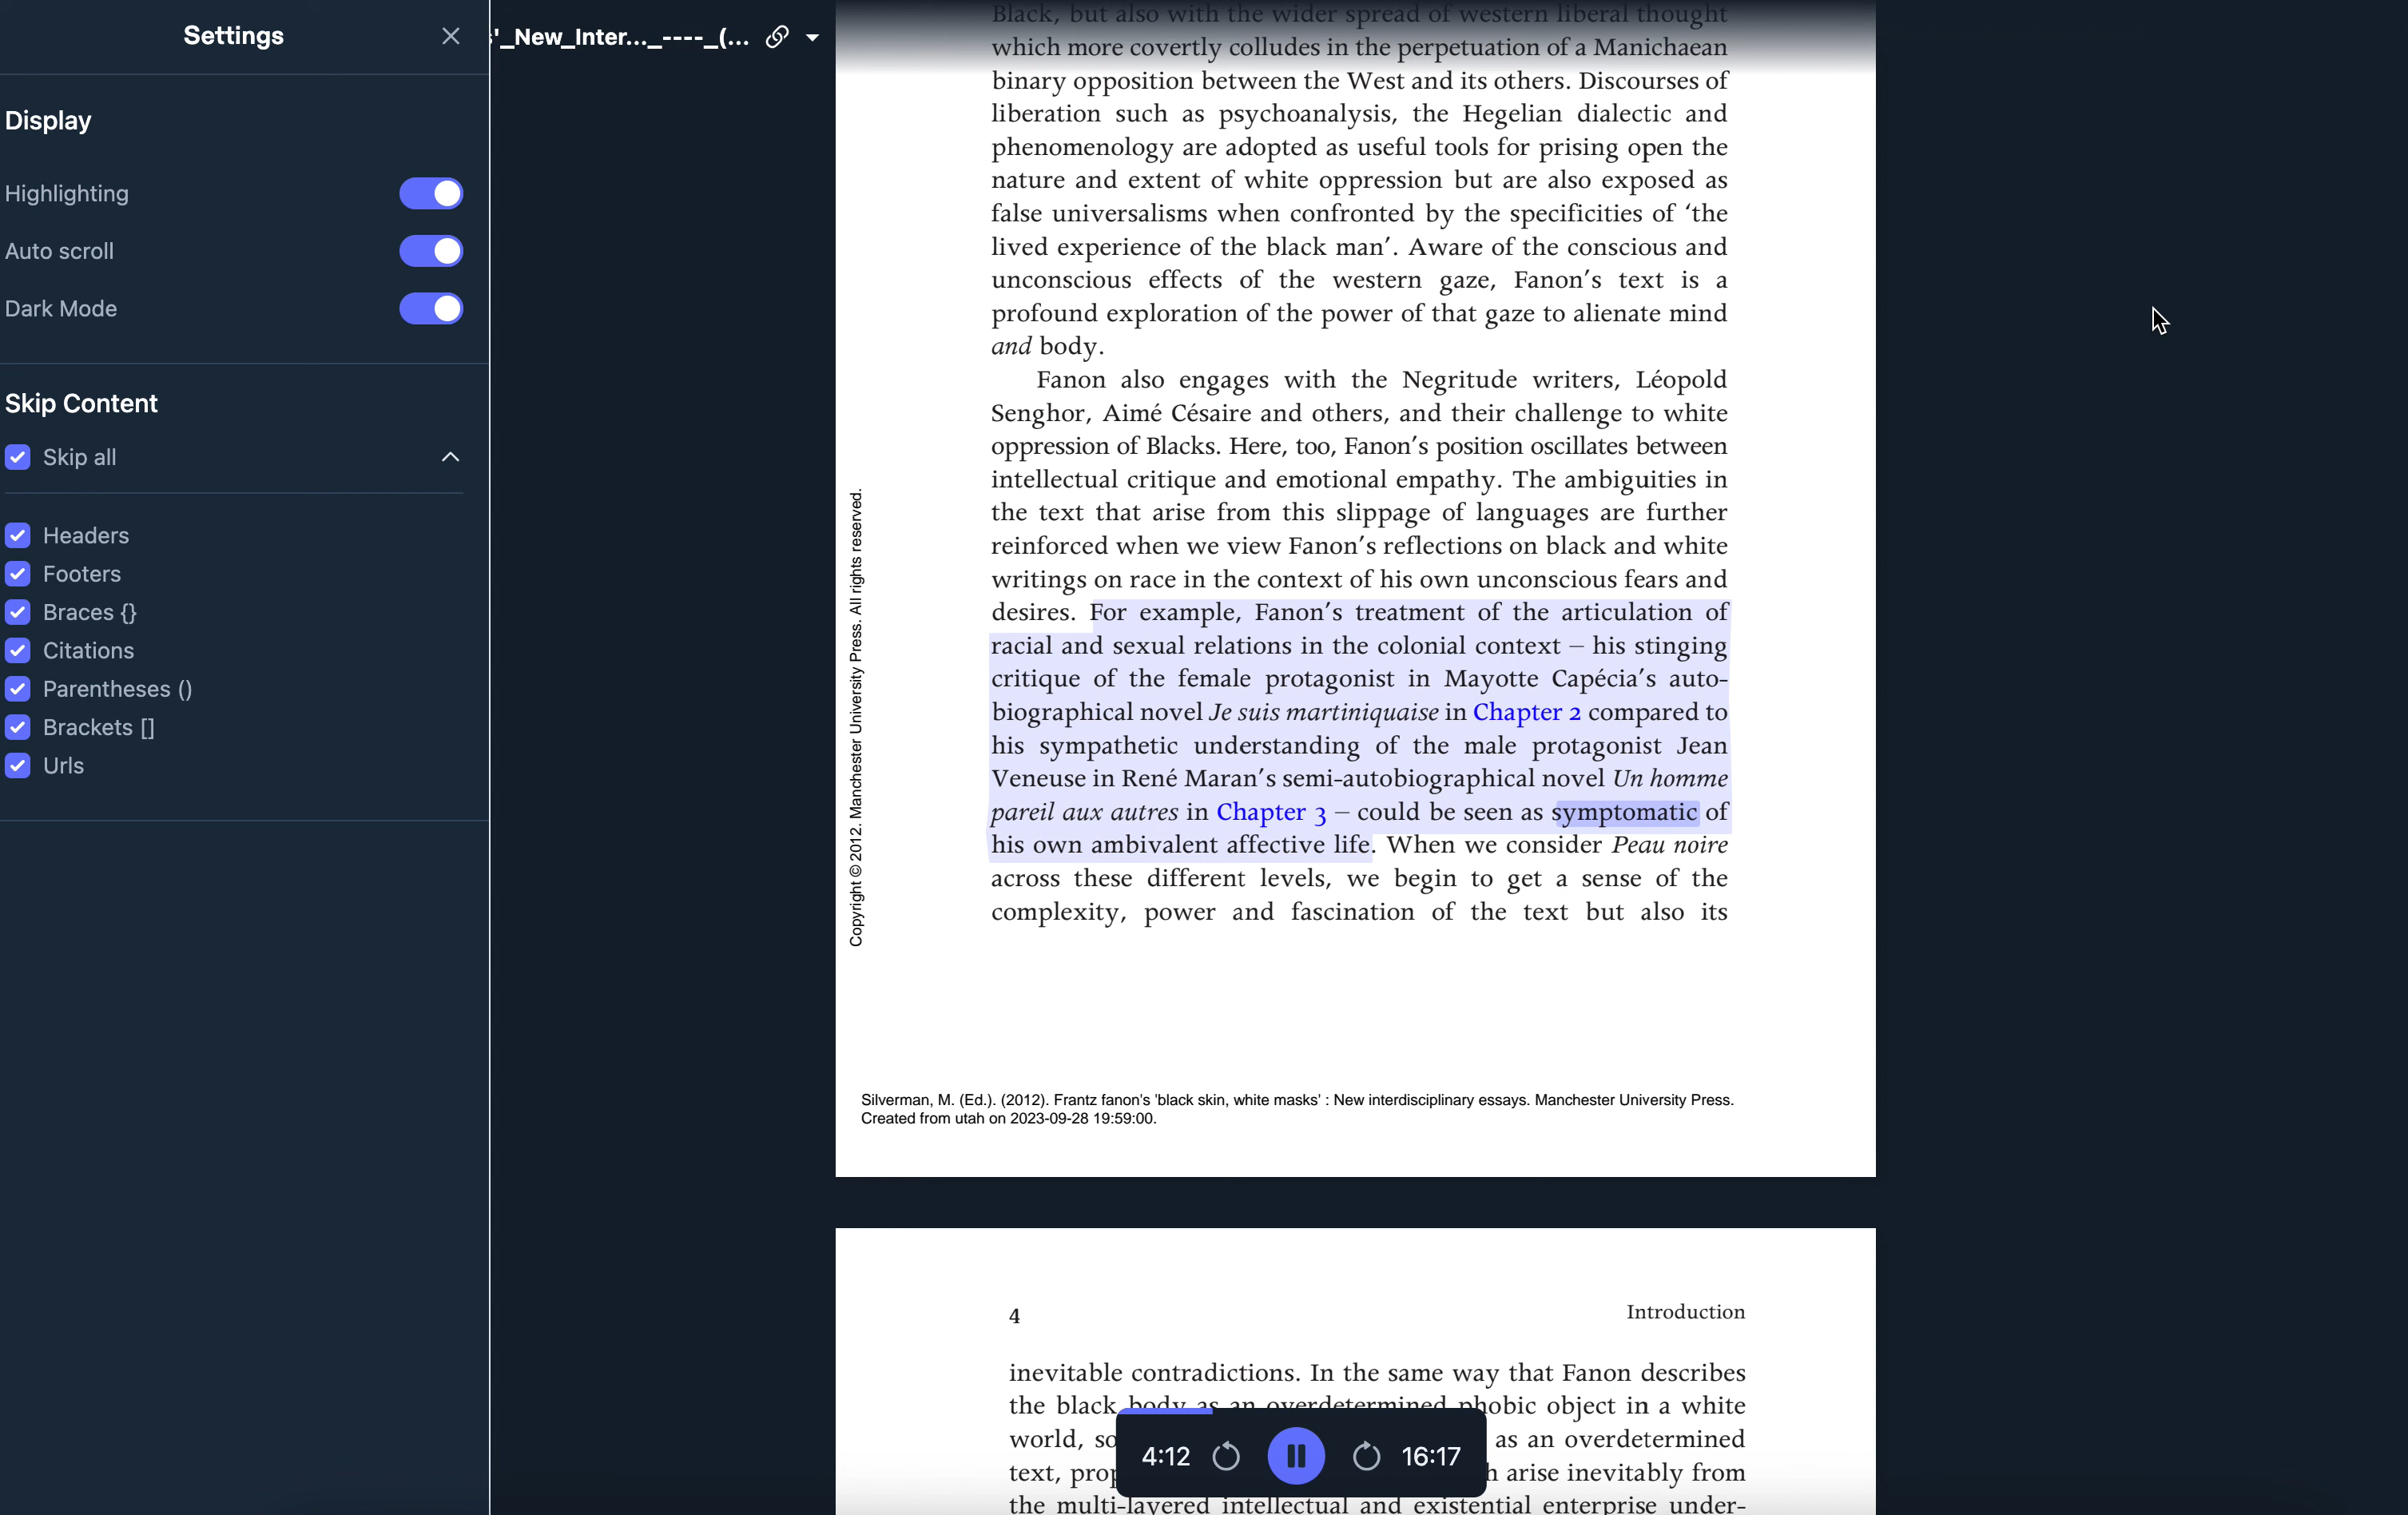 Settings
Display
Highlighting
Auto scroll
Dark Mode
Skip Content
Skip all
Headers
Footers
Braces {}
Citations
Parentheses ()
Brackets []
Urls
'_New_Inter..._----_(...
Black, but also with the wider spread of western liberal thought
which more covertly colludes in the perpetuation of a Manichaean
binary opposition between the West and its others. Discourses of
liberation such as psychoanalysis, the Hegelian dialectic and
phenomenology are adopted as useful tools for prising open the
nature and extent of white oppression but are also exposed as
false universalisms when confronted by the specificities of ‘the
lived experience of the black man’. Aware of the conscious and
unconscious effects of the western gaze, Fanon’s text is a
profound exploration of the power of that gaze to alienate mind
and body.
Fanon also engages with the Negritude writers, Léopold
Senghor, Aimé Césaire and others, and their challenge to white
oppression of Blacks. Here, too, Fanon’s position oscillates between
intellectual critique and emotional empathy. The ambiguities in
the text that arise from this slippage of languages are further
reinforced when we view Fanon’s reflections on black and white
writings on race in the context of his own unconscious fears and
desires. For example, Fanon’s treatment of the articulation of
racial and sexual relations in the colonial context – his stinging
critique of the female protagonist in Mayotte Capécia’s auto-
biographical novel Je suis martiniquaise in Chapter 2 compared to
his sympathetic understanding of the male protagonist Jean
Veneuse in René Maran’s semi-autobiographical novel Un homme
pareil aux autres in Chapter 3 – could be seen as symptomatic of
his own ambivalent affective life. When we consider Peau noire
across these different levels, we begin to get a sense of the
complexity, power and fascination of the text but also its
Copyright © 2012. Manchester University Press. All rights reserved.
Silverman, M. (Ed.). (2012). Frantz fanon's 'black skin, white masks' : New interdisciplinary essays. Manchester University Press.
Created from utah on 2023-09-28 19:59:00.
4 Introduction
inevitable contradictions. In the same way that Fanon describes
the black body as an overdetermined phobic object in a white
world, so as an overdetermined
text, arise inevitably from
the multi-layered intellectual and existential enterprise under-
4:12 16:17